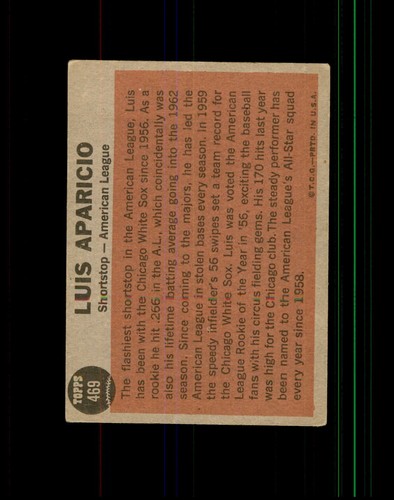 TOPPS
469
LUIS APARICIO
Shortstop — American League
The flashiest shortstop in the American League, Luis
has been with the Chicago White Sox since 1956. As a
rookie he hit .266 in the A.L., which coincidentally was
also his lifetime batting average going into the 1962
season. Since coming to the majors, he has led the
American League in stolen bases every season. In 1959
the speedy infielder's 56 swipes set a team record for
the Chicago White Sox. Luis was voted the American
League Rookie of the Year in '56, exciting the baseball
fans with his circus fielding gems. His 170 hits last year
was high for the Chicago club. The steady performer has
been named to the American League's All-Star squad
every year since 1958.
© T.C.G.—PRTD. IN U.S.A.